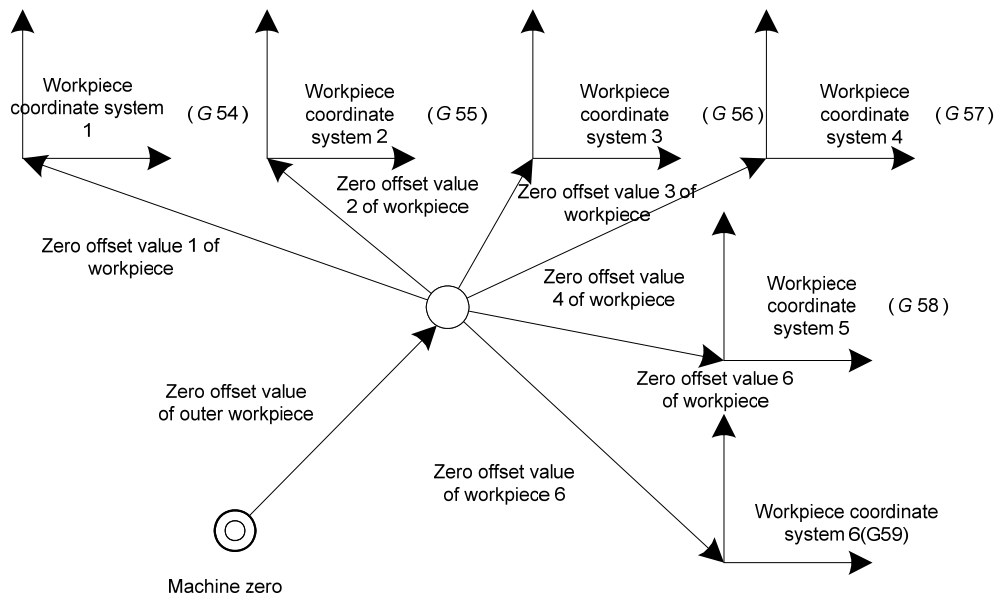 Workpiece
coordinate system
1
(G 54)
Workpiece
coordinate
system 2
(G 55)
Workpiece
coordinate
system 3
(G 56)
Workpiece
coordinate
system 4
(G 57)
Zero offset value
2 of workpiece
Zero offset value 3 of
workpiece
Zero offset value 1 of
workpiece
Zero offset value
4 of workpiece
Workpiece
coordinate
system 5
(G 58)
Zero offset value 6
of workpiece
Zero offset value
of outer workpiece
Zero offset value
of workpiece 6
Workpiece coordinate
system 6(G59)
Machine zero